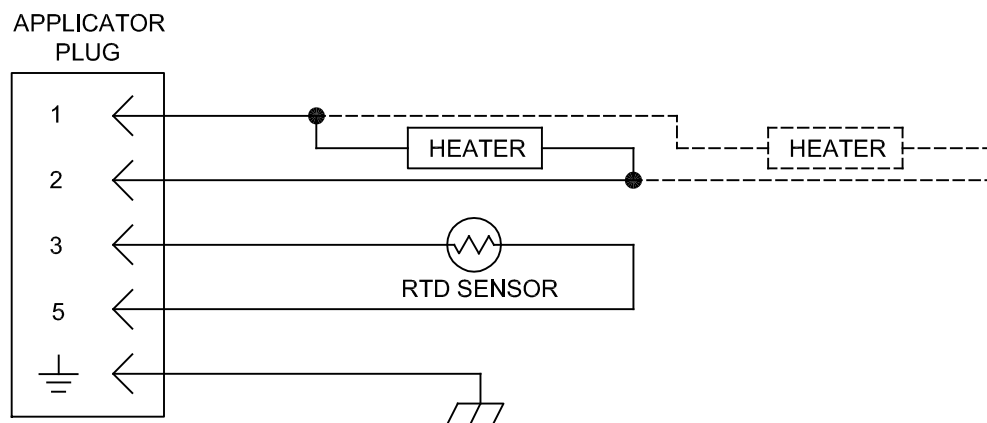 APPLICATOR
PLUG
1
HEATER
HEATER
2
3
RTD SENSOR
5